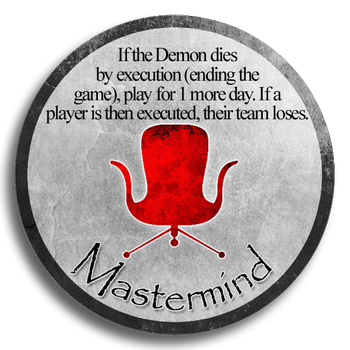 If the Demon dies
by execution (ending the
game), play for 1 more day. If a
player is then executed, their team loses.
Mastermind